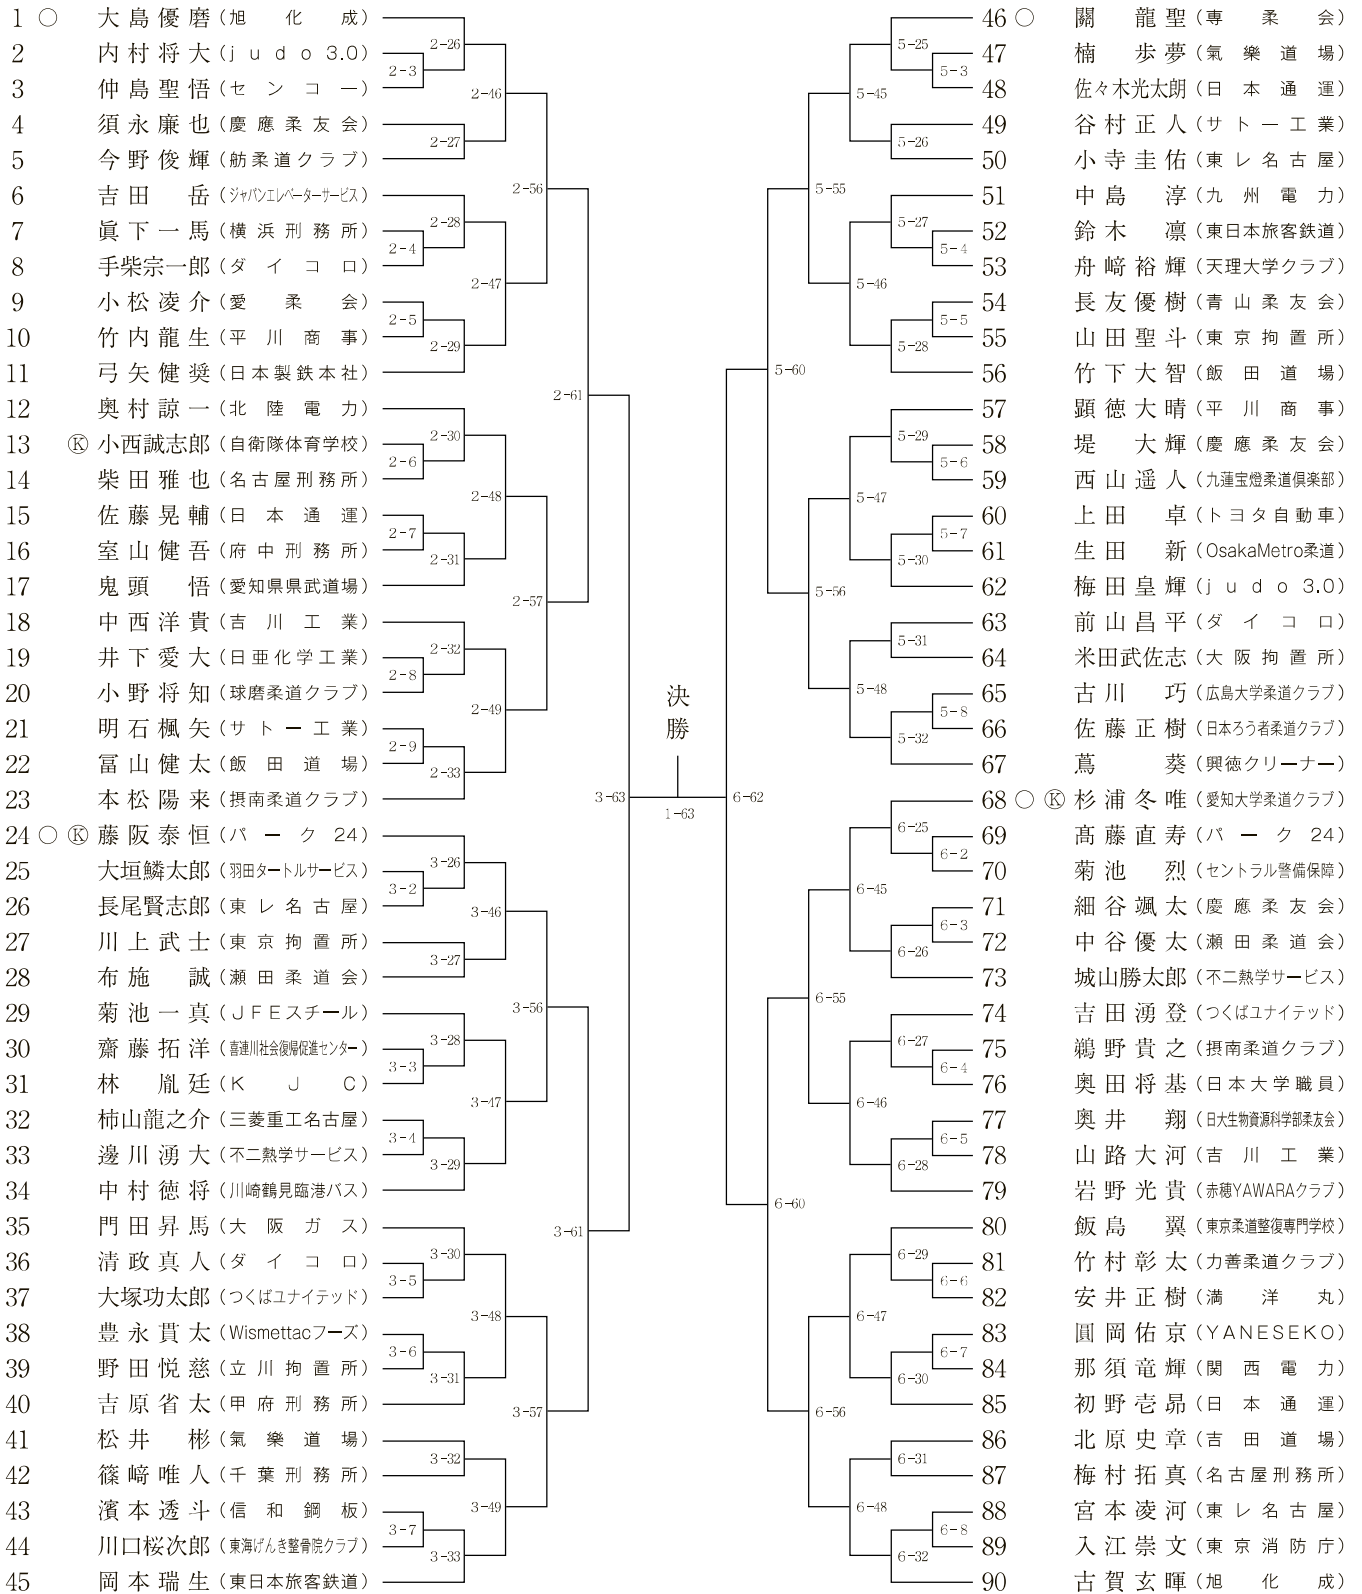 1 ○ 大島優磨 (旭化成)
2 内村将大 (judo 3.0)
3 仲島聖悟 (センコー)
4 須永廉也 (慶應柔友会)
5 今野俊輝 (舫柔道クラブ)
6 吉田 岳 (ジャパンエレベーターサービス)
7 眞下一馬 (横浜刑務所)
8 手柴宗一郎 (ダイコロ)
9 小松凌介 (愛柔会)
10 竹内龍生 (平川商事)
11 弓矢健奨 (日本製鉄本社)
12 奥村諒一 (北陸電力)
13 Ⓚ 小西誠志郎 (自衛隊体育学校)
14 柴田雅也 (名古屋刑務所)
15 佐藤晃輔 (日本通運)
16 室山健吾 (府中刑務所)
17 鬼頭 悟 (愛知県県武道場)
18 中西洋貴 (吉川工業)
19 井下愛大 (日亜化学工業)
20 小野将知 (球磨柔道クラブ)
21 明石楓矢 (サトー工業)
22 冨山健太 (飯田道場)
23 本松陽来 (摂南柔道クラブ)
24 ○ Ⓚ 藤阪泰恒 (パーク24)
25 大垣鱗太郎 (羽田タートルサービス)
26 長尾賢志郎 (東レ名古屋)
27 川上武士 (東京拘置所)
28 布施 誠 (瀬田柔道会)
29 菊池一真 (JFEスチール)
30 齋藤拓洋 (喜連川社会復帰促進センター)
31 林 胤廷 (KJC)
32 柿山龍之介 (三菱重工名古屋)
33 邊川湧大 (不二熱学サービス)
34 中村徳将 (川崎鶴見臨港バス)
35 門田昇馬 (大阪ガス)
36 清政真人 (ダイコロ)
37 大塚功太郎 (つくばユナイテッド)
38 豊永貫太 (Wismettacフーズ)
39 野田悦慈 (立川拘置所)
40 吉原省太 (甲府刑務所)
41 松井 彬 (氣樂道場)
42 篠﨑唯人 (千葉刑務所)
43 濱本透斗 (信和鋼板)
44 川口桜次郎 (東海げんき整骨院クラブ)
45 岡本瑞生 (東日本旅客鉄道)
2-26
2-3
2-46
2-27
2-56
2-28
2-4
2-47
2-5
2-29
2-61
2-30
2-6
2-48
2-7
2-31
2-57
2-32
2-8
2-49
2-9
2-33
3-63
3-26
3-2
3-46
3-27
3-56
3-28
3-3
3-47
3-4
3-29
3-61
3-30
3-5
3-48
3-6
3-31
3-57
3-32
3-49
3-7
3-33
決勝
1-63
5-25
5-3
5-45
5-26
5-55
5-27
5-4
5-46
5-5
5-28
5-60
5-29
5-6
5-47
5-7
5-30
5-56
5-31
5-48
5-8
5-32
6-62
6-25
6-2
6-45
6-3
6-26
6-55
6-27
6-4
6-46
6-5
6-28
6-60
6-29
6-6
6-47
6-7
6-30
6-56
6-31
6-48
6-8
6-32
46 ○ 關 龍聖 (専柔会)
47 楠 歩夢 (氣樂道場)
48 佐々木光太朗 (日本通運)
49 谷村正人 (サトー工業)
50 小寺圭佑 (東レ名古屋)
51 中島 淳 (九州電力)
52 鈴木 凛 (東日本旅客鉄道)
53 舟﨑裕輝 (天理大学クラブ)
54 長友優樹 (青山柔友会)
55 山田聖斗 (東京拘置所)
56 竹下大智 (飯田道場)
57 顕徳大晴 (平川商事)
58 堤 大輝 (慶應柔友会)
59 西山遥人 (九蓮宝燈柔道倶楽部)
60 上田 卓 (トヨタ自動車)
61 生田 新 (OsakaMetro柔道)
62 梅田皇輝 (judo 3.0)
63 前山昌平 (ダイコロ)
64 米田武佐志 (大阪拘置所)
65 古川 巧 (広島大学柔道クラブ)
66 佐藤正樹 (日本ろう者柔道クラブ)
67 蔦 葵 (興徳クリーナー)
68 ○ Ⓚ 杉浦冬唯 (愛知大学柔道クラブ)
69 髙藤直寿 (パーク24)
70 菊池 烈 (セントラル警備保障)
71 細谷颯太 (慶應柔友会)
72 中谷優太 (瀬田柔道会)
73 城山勝太郎 (不二熱学サービス)
74 吉田湧登 (つくばユナイテッド)
75 鵜野貴之 (摂南柔道クラブ)
76 奥田将基 (日本大学職員)
77 奥井 翔 (日大生物資源科学部柔友会)
78 山路大河 (吉川工業)
79 岩野光貴 (赤穂YAWARAクラブ)
80 飯島 翼 (東京柔道整復専門学校)
81 竹村彰太 (力善柔道クラブ)
82 安井正樹 (満洋丸)
83 圓岡佑京 (YANESEKO)
84 那須竜輝 (関西電力)
85 初野壱昴 (日本通運)
86 北原史章 (吉田道場)
87 梅村拓真 (名古屋刑務所)
88 宮本凌河 (東レ名古屋)
89 入江崇文 (東京消防庁)
90 古賀玄暉 (旭化成)